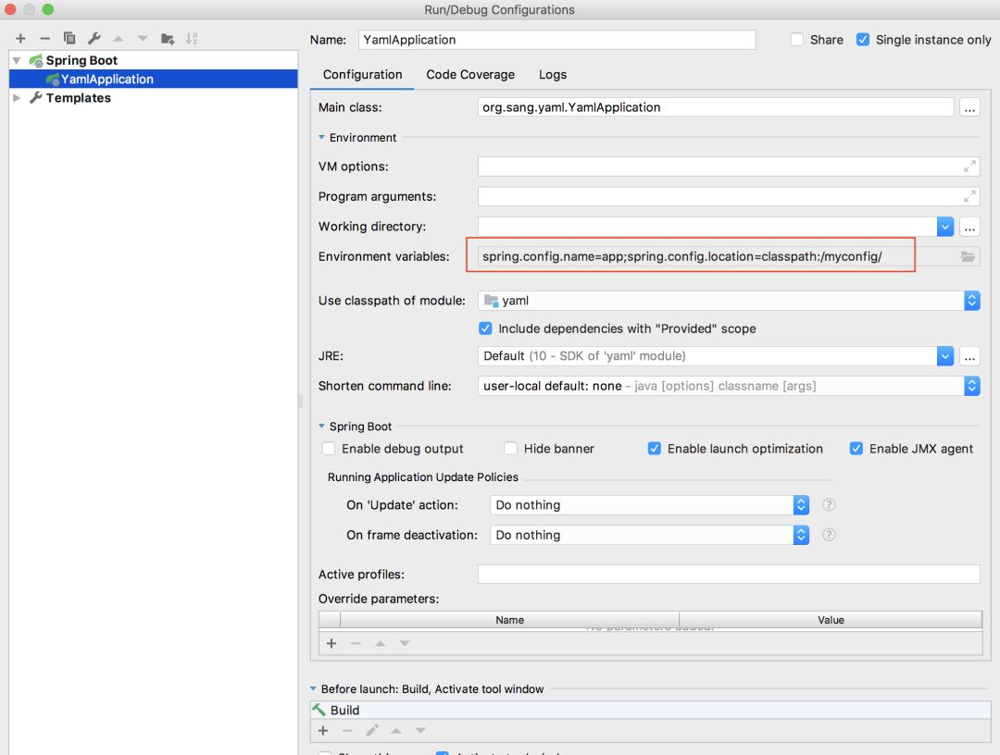 Run/Debug Configurations
Name: YamlApplication Share Single instance only
Spring Boot
YamlApplication
Templates
Configuration Code Coverage Logs
Main class: org.sang.yaml.YamlApplication ...
Environment
VM options:
Program arguments:
Working directory: ...
Environment variables: spring.config.name=app;spring.config.location=classpath:/myconfig/
Use classpath of module: yaml
Include dependencies with "Provided" scope
JRE: Default (10 - SDK of 'yaml' module) ...
Shorten command line: user-local default: none - java [options] classname [args]
Spring Boot
Enable debug output Hide banner Enable launch optimization Enable JMX agent
Running Application Update Policies
On 'Update' action: Do nothing ?
On frame deactivation: Do nothing ?
Active profiles:
Override parameters:
Name Value
No parameters added.
Before launch: Build, Activate tool window
Build